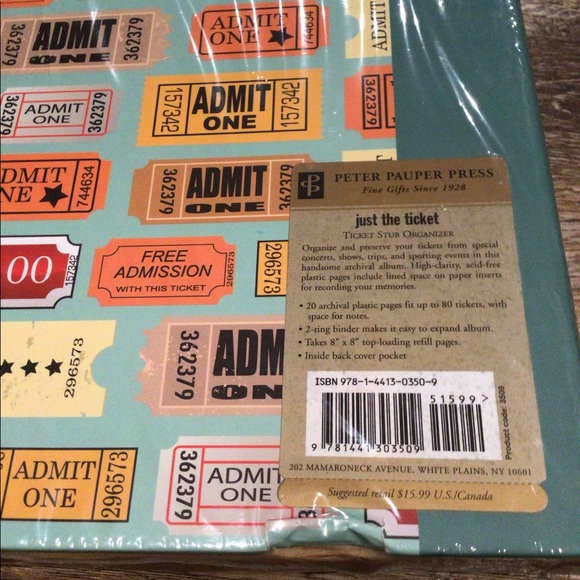 362379
ADMIT
ONE
362379
ADMIT
ONE
744634
ADMIT
362379
ADMIT
ONE
362379
157342
ADMIT
ONE
157342
NE
744634
362379
ADMIT
ONE
362379
00
157342
FREE
ADMISSION
WITH THIS TICKET
296573
296573
296573
362379
ADM
ON
ADMIT
ONE
296573
362379
ADMIT
ONE
PETER PAUPER PRESS
Fine Gifts Since 1928
just the ticket
TICKET STUB ORGANIZER
Organize and preserve your tickets from special
concerts, shows, trips, and sporting events in this
handsome archival album. High-clarity, acid-free
plastic pages include lined space on paper inserts
for recording your memories.
• 20 archival plastic pages fit up to 80 tickets, with
space for notes.
• 2-ring binder makes it easy to expand album.
• Takes 8" x 8" top-loading refill pages.
• Inside back cover pocket
ISBN 978-1-4413-0350-9
51599>
9 781441 303509
Product code: 3509
202 MAMARONECK AVENUE, WHITE PLAINS, NY 10601
Suggested retail $15.99 U.S./Canada